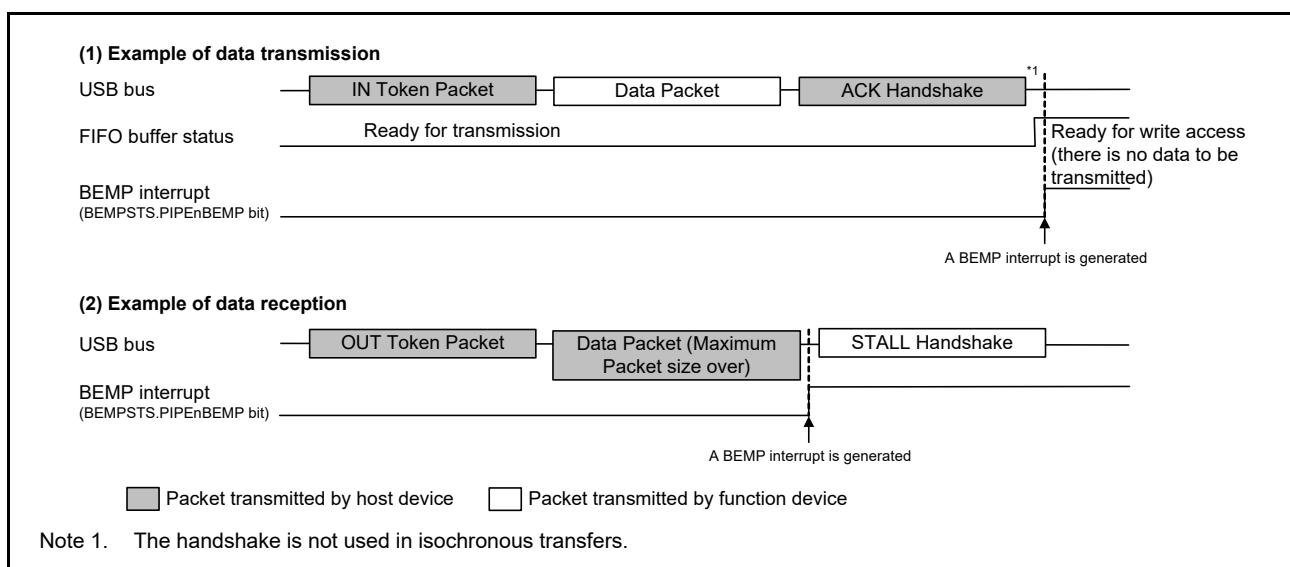 (1) Example of data transmission
USB bus
IN Token Packet
Data Packet
ACK Handshake
*1
FIFO buffer status
Ready for transmission
Ready for write access
(there is no data to be
transmitted)
BEMP interrupt
(BEMPSTS.PIPEnBEMP bit)
A BEMP interrupt is generated
(2) Example of data reception
USB bus
OUT Token Packet
Data Packet (Maximum
Packet size over)
STALL Handshake
BEMP interrupt
(BEMPSTS.PIPEnBEMP bit)
A BEMP interrupt is generated
Packet transmitted by host device
Packet transmitted by function device
Note 1. The handshake is not used in isochronous transfers.